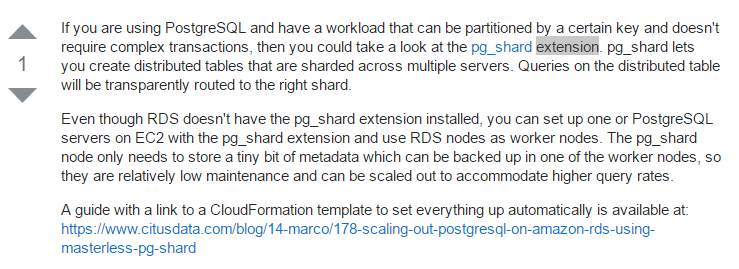 If you are using PostgreSQL and have a workload that can be partitioned by a certain key and doesn't
require complex transactions, then you could take a look at the pg_shard extension. pg_shard lets
1
you create distributed tables that are sharded across multiple servers. Queries on the distributed table
will be transparently routed to the right shard.
Even though RDS doesn't have the pg_shard extension installed, you can set up one or PostgreSQL
servers on EC2 with the pg_shard extension and use RDS nodes as worker nodes. The pg_shard
node only needs to store a tiny bit of metadata which can be backed up in one of the worker nodes, so
they are relatively low maintenance and can be scaled out to accommodate higher query rates.
A guide with a link to a CloudFormation template to set everything up automatically is available at:
https://www.citusdata.com/blog/14-marco/178-scaling-out-postgresql-on-amazon-rds-using-
masterless-pg-shard